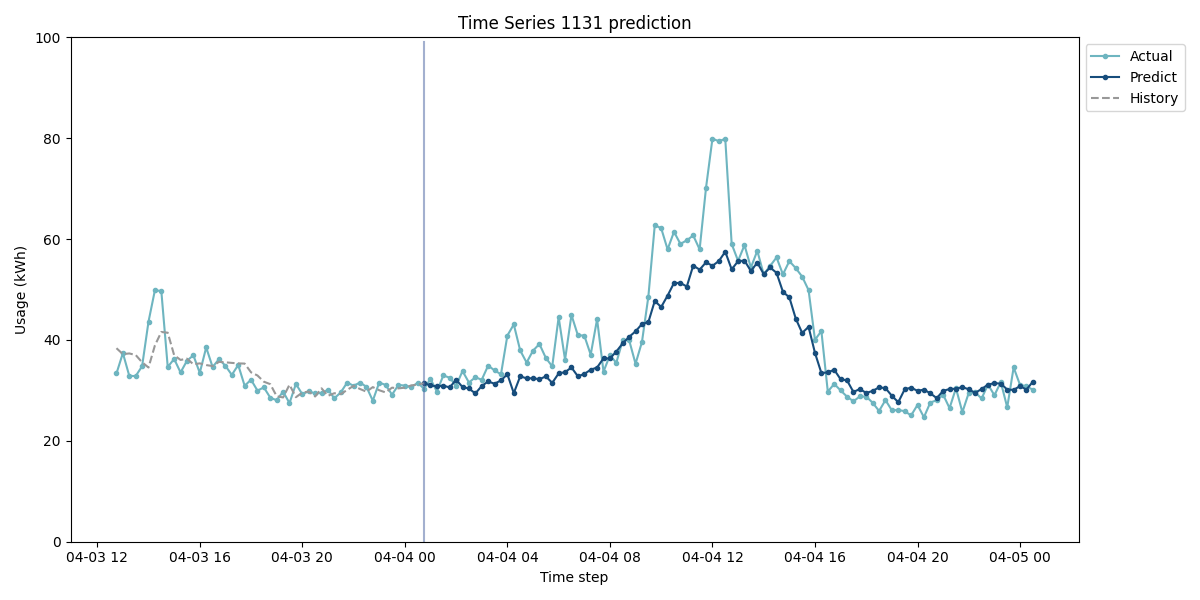 Time Series 1131 prediction
100
80
60
40
20
0
Usage (kWh)
04-03 12
04-03 16
04-03 20
04-04 00
04-04 04
04-04 08
04-04 12
04-04 16
04-04 20
04-05 00
Time step
Actual
Predict
History